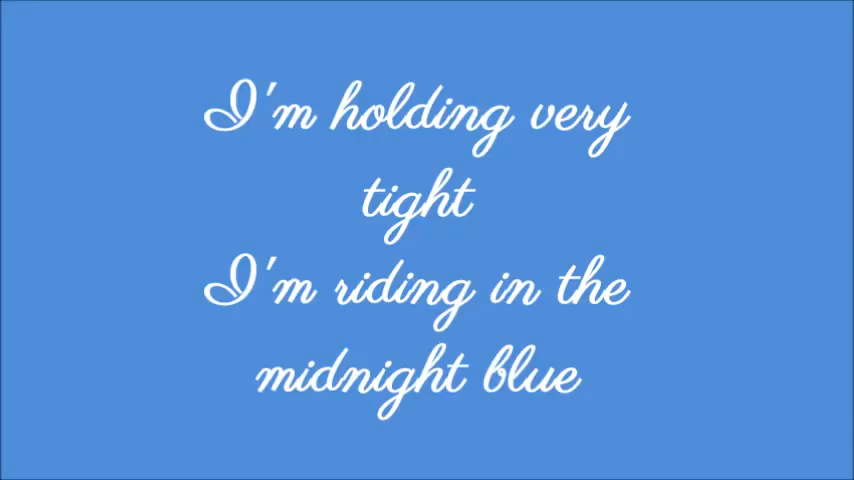 I'm holding very
tight
I'm riding in the
midnight blue